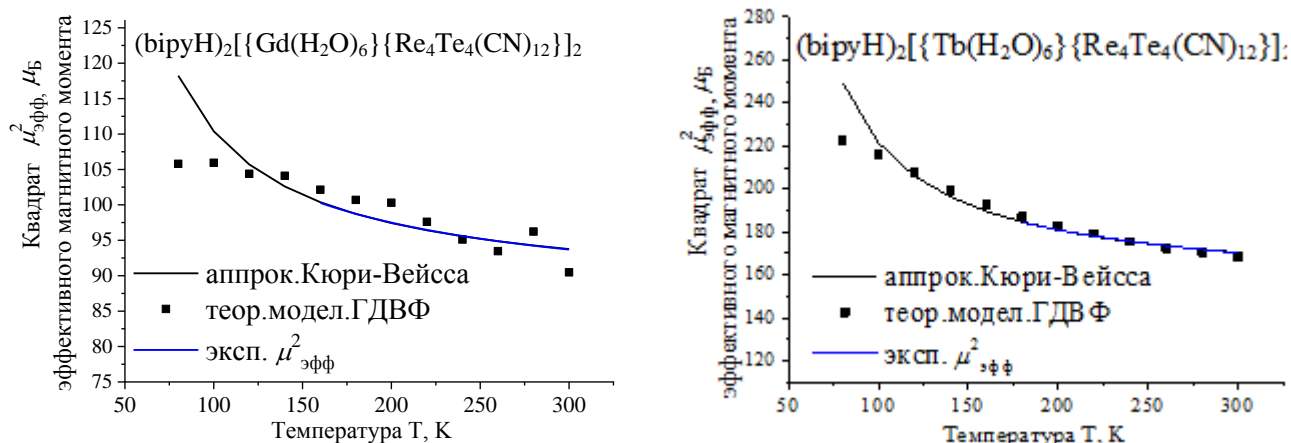 (bipyH)2[{Gd(H2O)6}{Re4Te4(CN)12}]2
Квадрат μ²эфф, μБ
эффективного магнитного момента
125
120
115
110
105
100
95
90
85
80
75
аппрок.Кюри-Вейсса
теор.модел.ГДВФ
эксп. μ²эфф
50 100 150 200 250 300
Температура T, K
(bipyH)2[{Tb(H2O)6}{Re4Te4(CN)12}]2
Квадрат μ²эфф, μБ
эффективного магнитного момента
280
260
240
220
200
180
160
140
120
аппрок.Кюри-Вейсса
теор.модел.ГДВФ
эксп. μ²эфф
50 100 150 200 250 300
Температура T, K